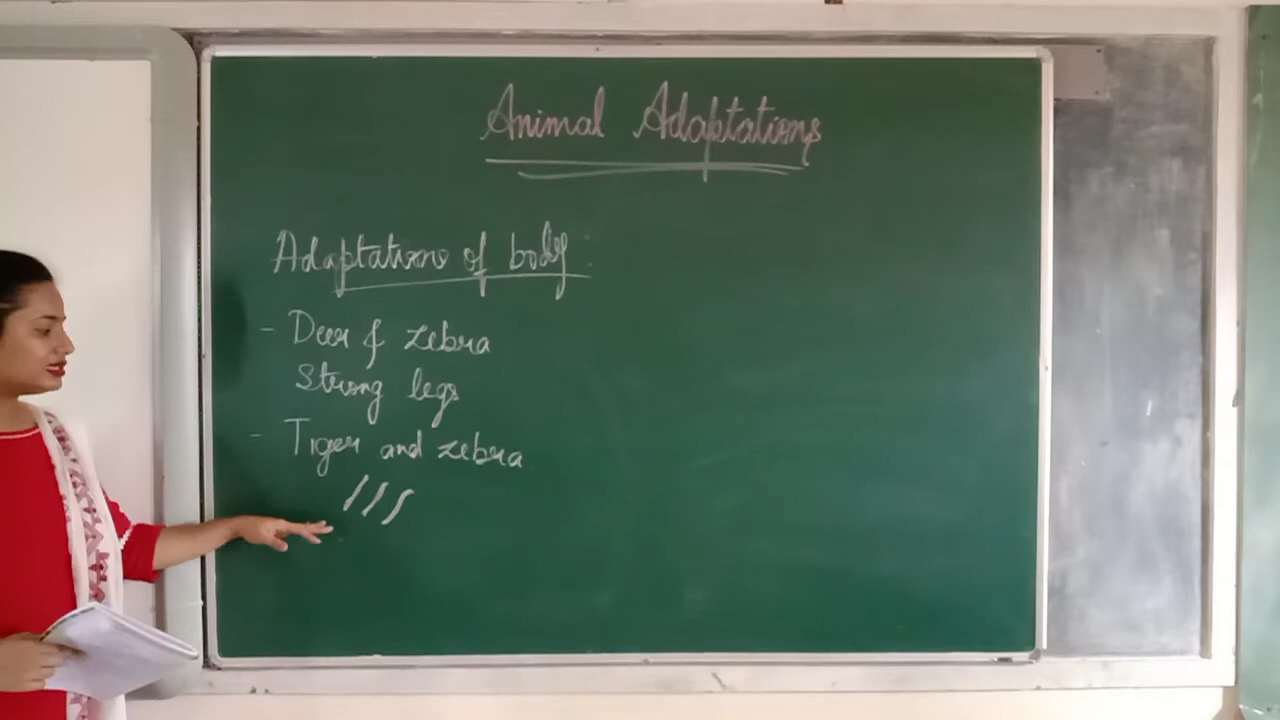 Animal Adaptations
Adaptations of body :
- Deer & zebra
Strong legs
- Tiger and zebra